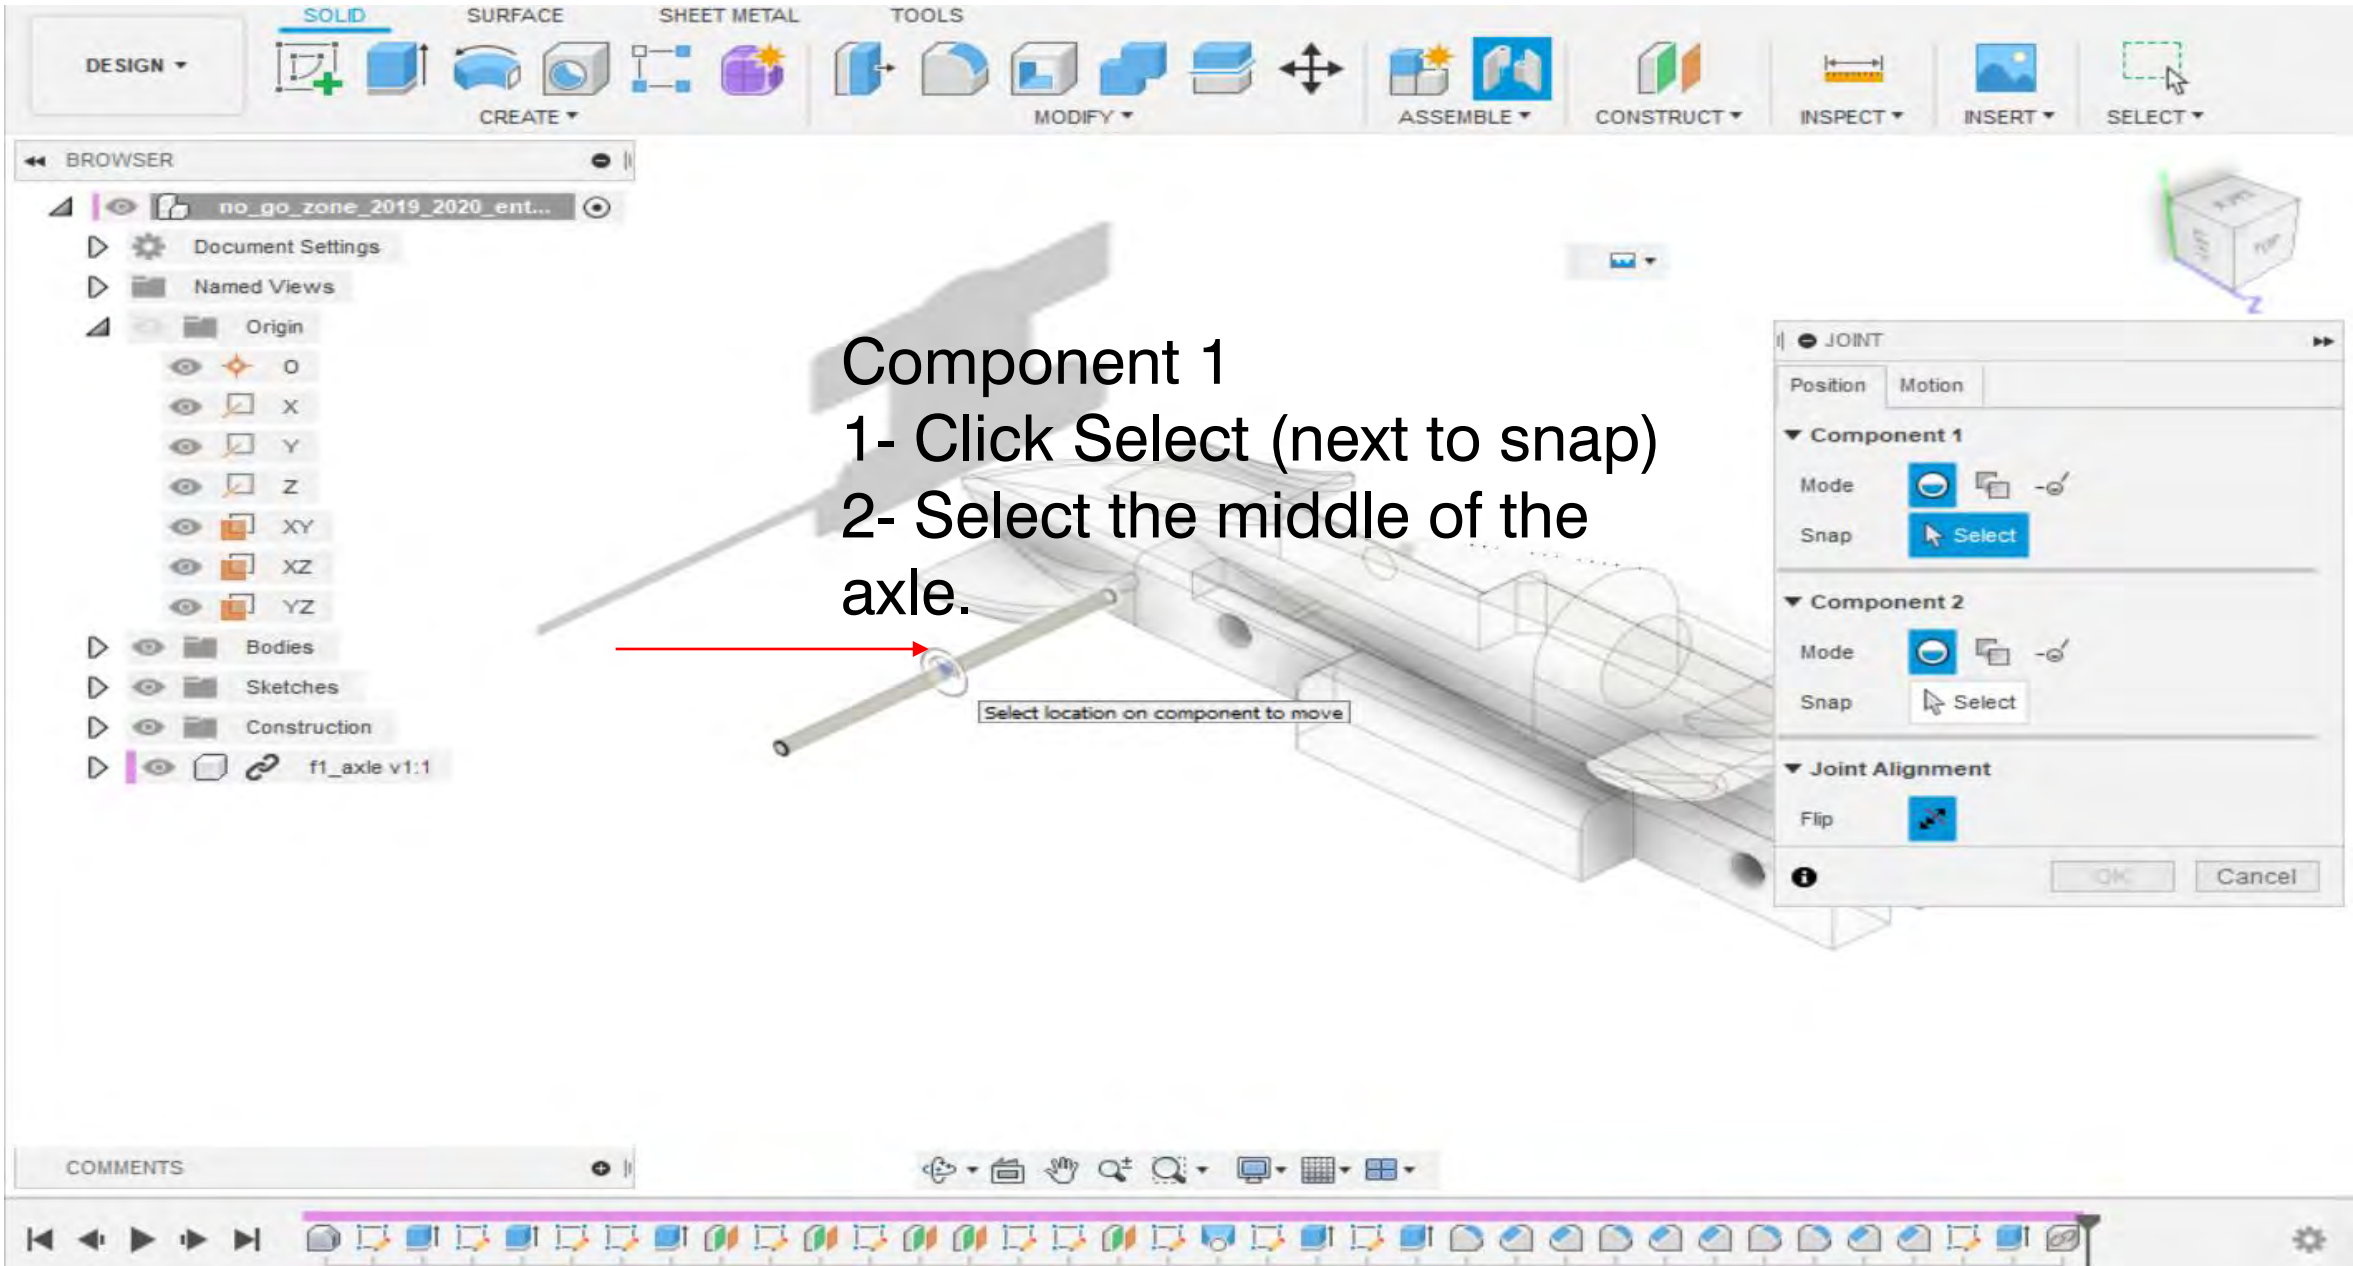 SOLID SURFACE SHEET METAL TOOLS
DESIGN
CREATE MODIFY ASSEMBLE CONSTRUCT INSPECT INSERT SELECT
BROWSER
no_go_zone_2019_2020_ent...
Document Settings
Named Views
Origin
O
X
Y
Z
XY
XZ
YZ
Bodies
Sketches
Construction
f1_axle v1:1
Component 1
1- Click Select (next to snap)
2- Select the middle of the
axle.
Select location on component to move
TOP
Z
JOINT
Position Motion
Component 1
Mode
Snap Select
Component 2
Mode
Snap Select
Joint Alignment
Flip
OK Cancel
COMMENTS